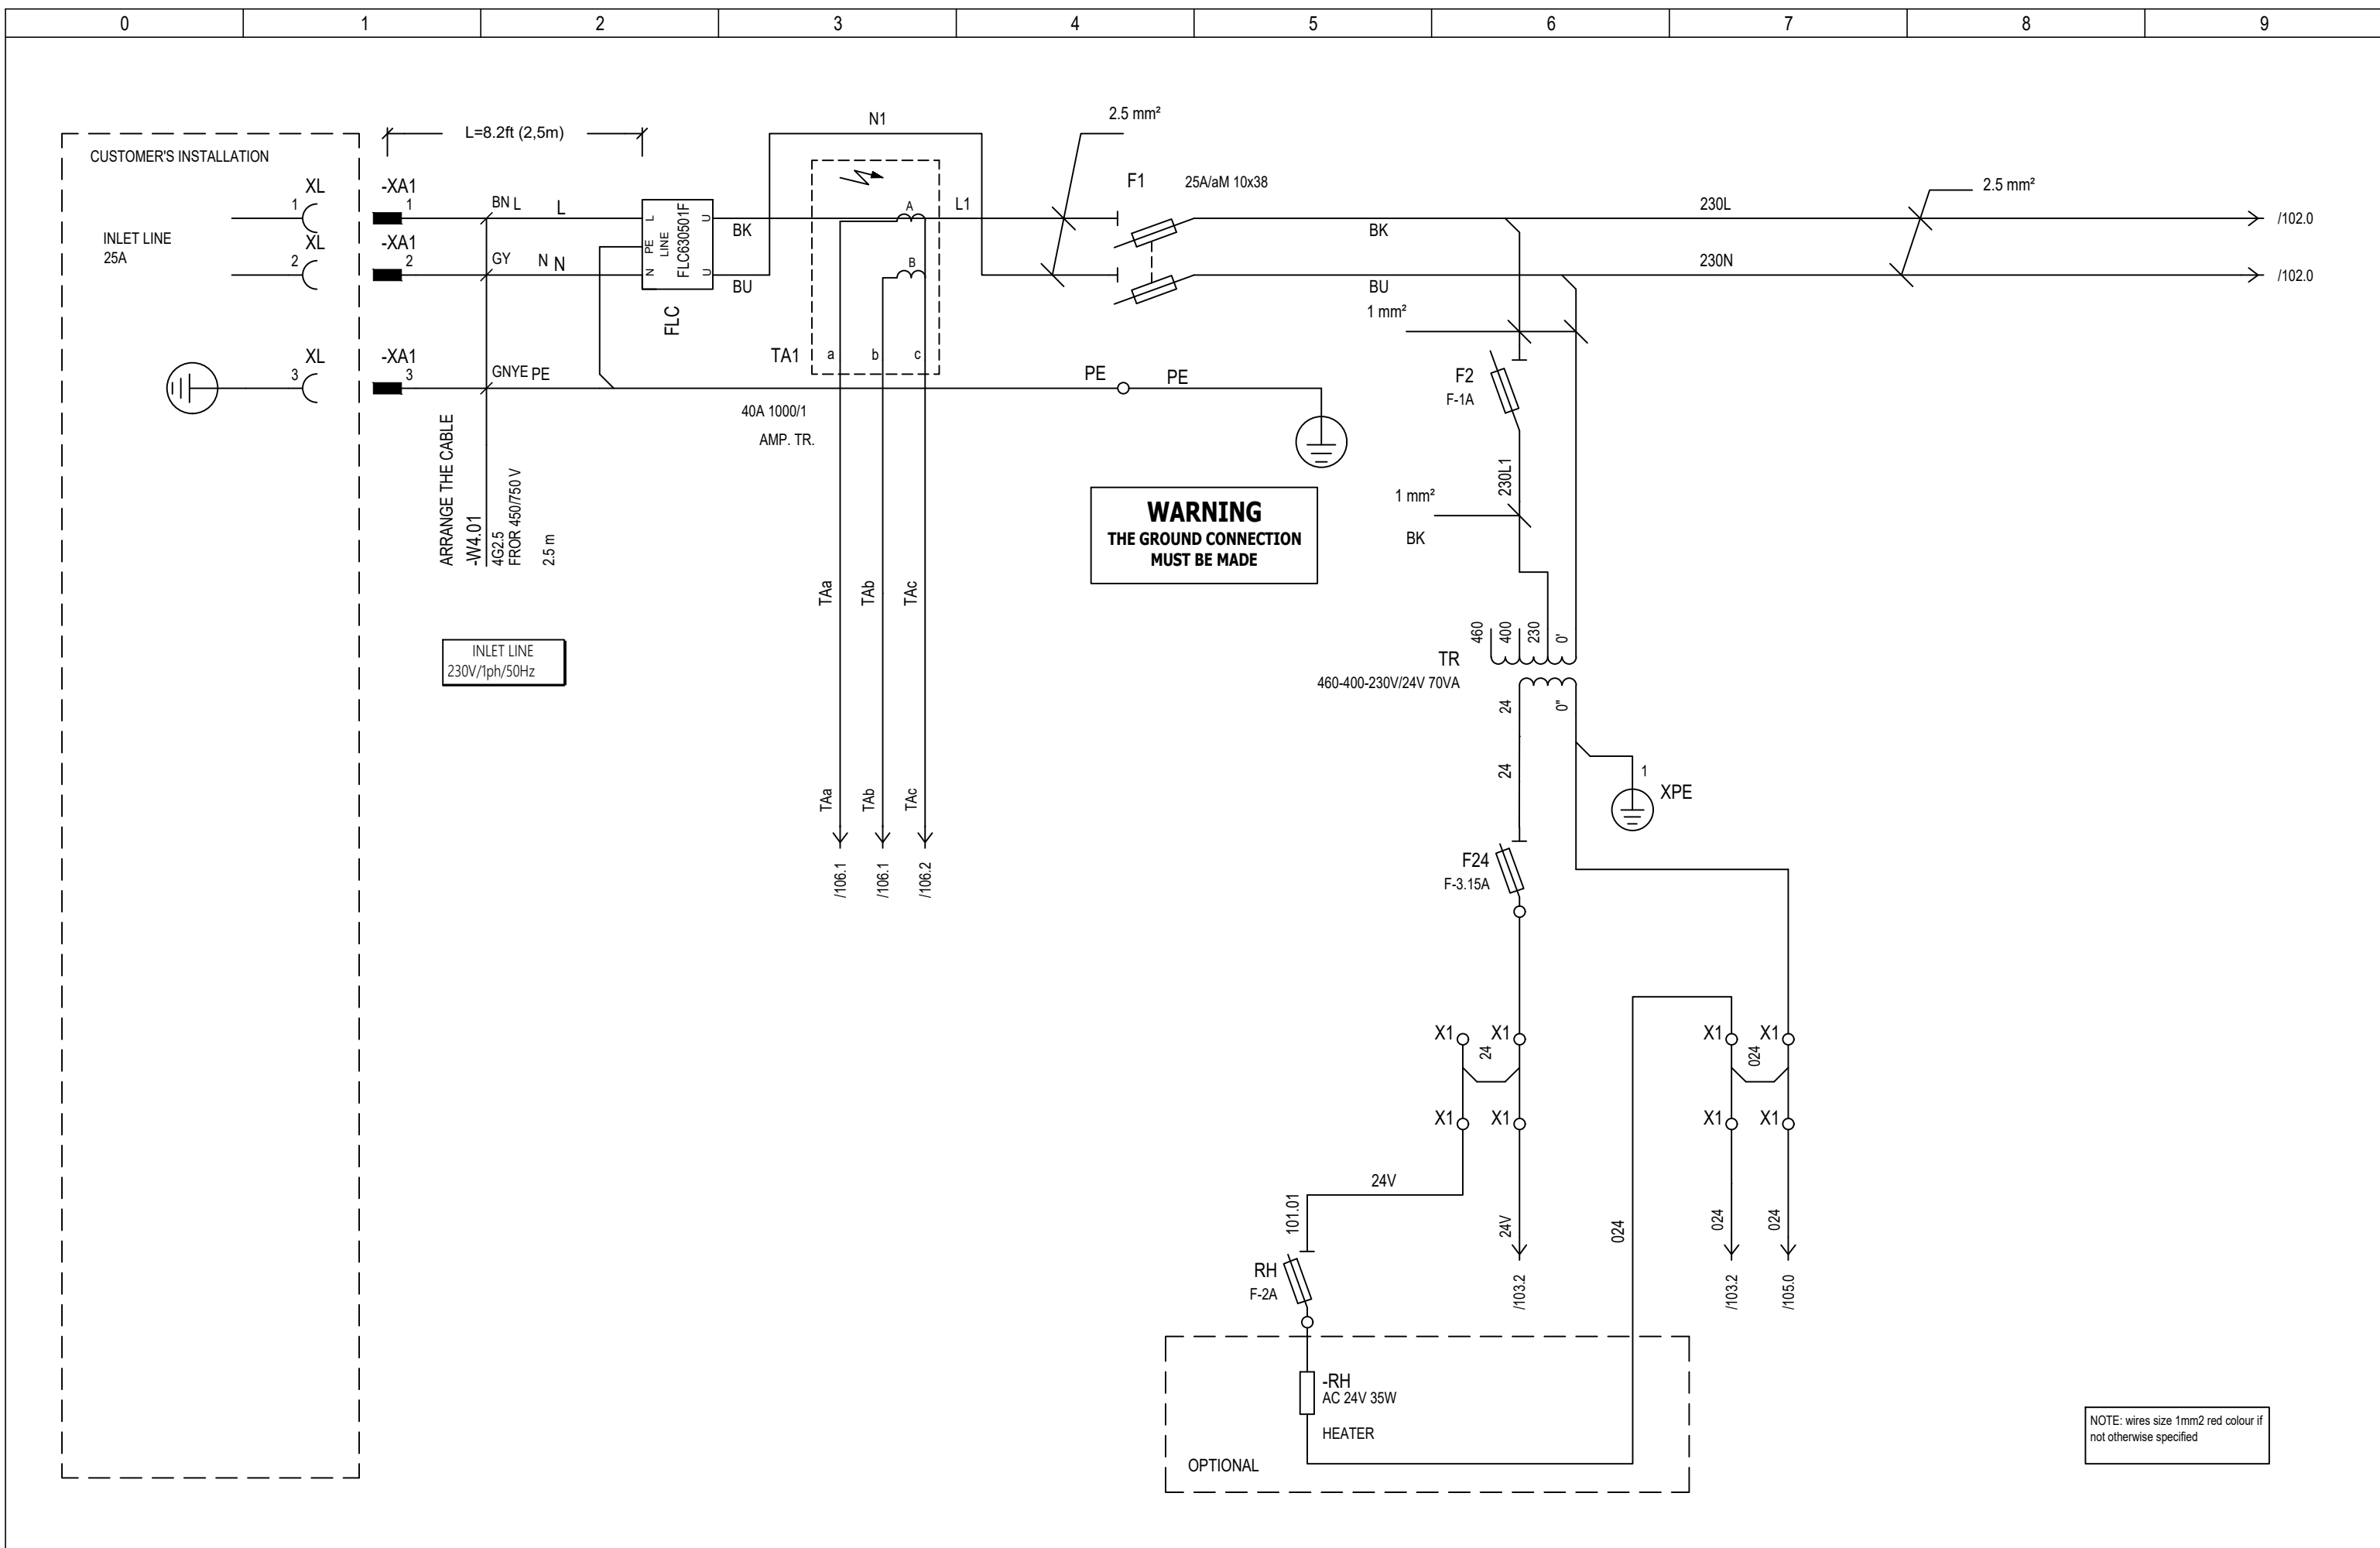 0 1 2 3 4 5 6 7 8 9
CUSTOMER'S INSTALLATION
INLET LINE
25A
XL
1
XL
2
XL
3
-XA1
1
-XA1
2
-XA1
3
L=8.2ft (2,5m)
BN L
L
GY
N N
GNYE PE
ARRANGE THE CABLE
-W4.01
4G2.5
FROR 450/750 V
2.5 m
INLET LINE
230V/1ph/50Hz
L
PE
N
LINE
FLC630501F
U
U
FLC
BK
BU
N1
A
B
L1
TA1
a
b
c
40A 1000/1
AMP. TR.
TAa
TAb
TAc
TAa
TAb
TAc
/106.1
/106.1
/106.2
2.5 mm²
F1
25A/aM 10x38
PE
PE
WARNING
THE GROUND CONNECTION
MUST BE MADE
BK
BU
230L
230N
2.5 mm²
/102.0
/102.0
1 mm²
F2
F-1A
230L1
1 mm²
BK
460
400
230
0'
TR
460-400-230V/24V 70VA
24
0"
24
1
XPE
F24
F-3.15A
X1
X1
24
X1
X1
X1
X1
024
X1
X1
24V
101.01
24V
024
024
024
/103.2
/103.2
/105.0
RH
F-2A
-RH
AC 24V 35W
HEATER
OPTIONAL
NOTE: wires size 1mm2 red colour if
not otherwise specified